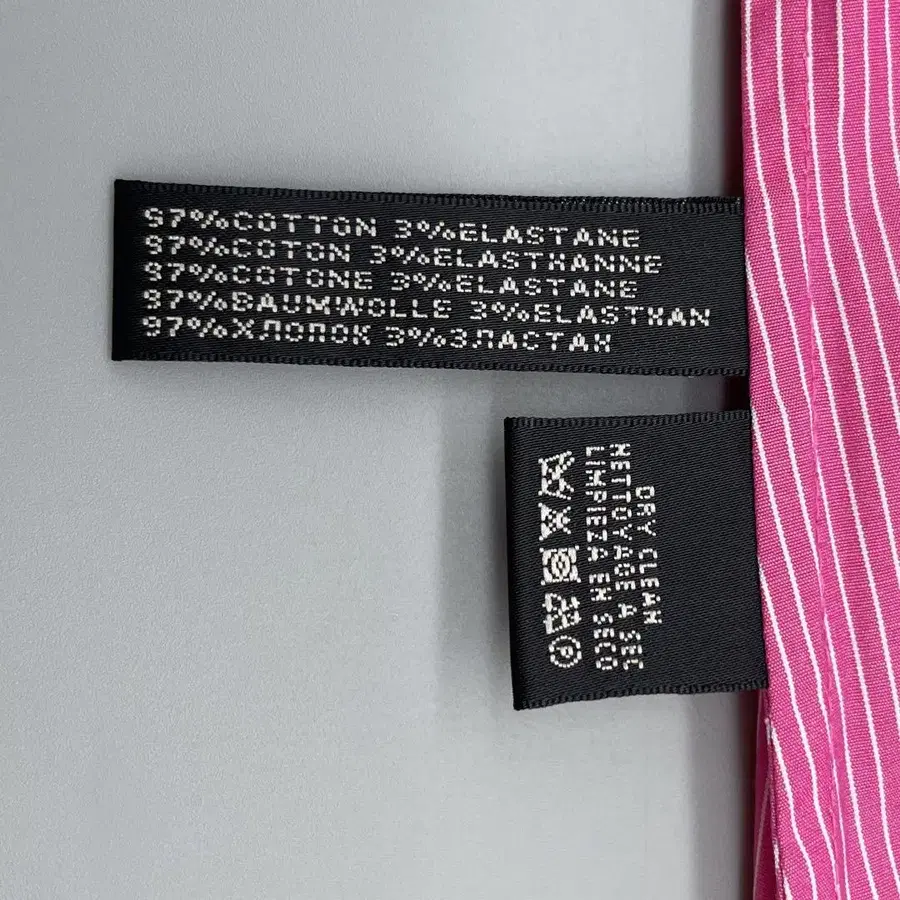 97%COTTON 3%ELASTANE
97%COTON 3%ELASTHANNE
97%COTONE 3%ELASTANE
97%BAUMWOLLE 3%ELASTHAN
97%ХЛОПОК 3%ЗЛАСТАН
DRY CLEAN
NETTOYAGE A SEC
LIMPIEZA EN SECO
P